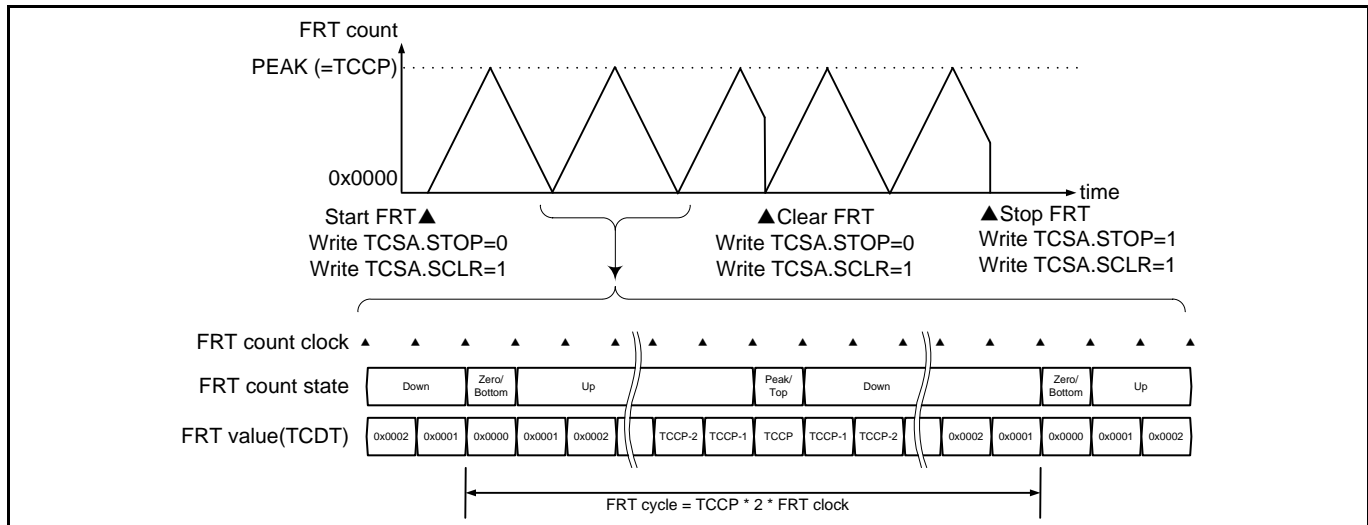 FRT count
PEAK (=TCCP)
0x0000
time
Start FRT▲
Write TCSA.STOP=0
Write TCSA.SCLR=1
▲Clear FRT
Write TCSA.STOP=0
Write TCSA.SCLR=1
▲Stop FRT
Write TCSA.STOP=1
Write TCSA.SCLR=1
FRT count clock
FRT count state
Down
Zero/
Bottom
Up
Peak/
Top
Down
Zero/
Bottom
Up
FRT value(TCDT)
0x0002 0x0001 0x0000 0x0001 0x0002 TCCP-2 TCCP-1 TCCP TCCP-1 TCCP-2 0x0002 0x0001 0x0000 0x0001 0x0002
FRT cycle = TCCP * 2 * FRT clock